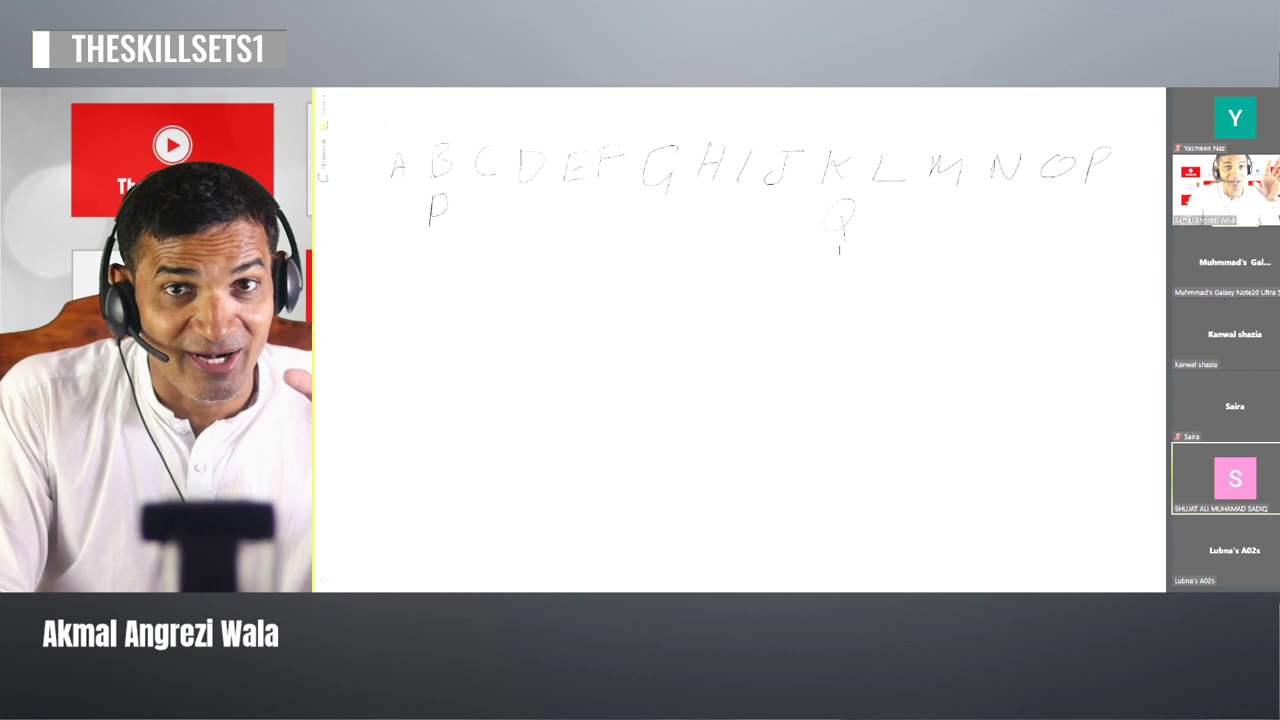 THESKILLSETS1
Th
A B C D E F G H I J K L M N O P
P Q
Y
Yasmeen Naz
Akmal Angrezi Wala
Muhmmad's Gal...
Muhmmad's Galaxy Note20 Ultra 5
Kanwal shazia
Kanwal shazia
Saira
Saira
S
SHUJAT ALI MUHAMAD SADIQ
Lubna's A02s
Lubna's A02s
Akmal Angrezi Wala